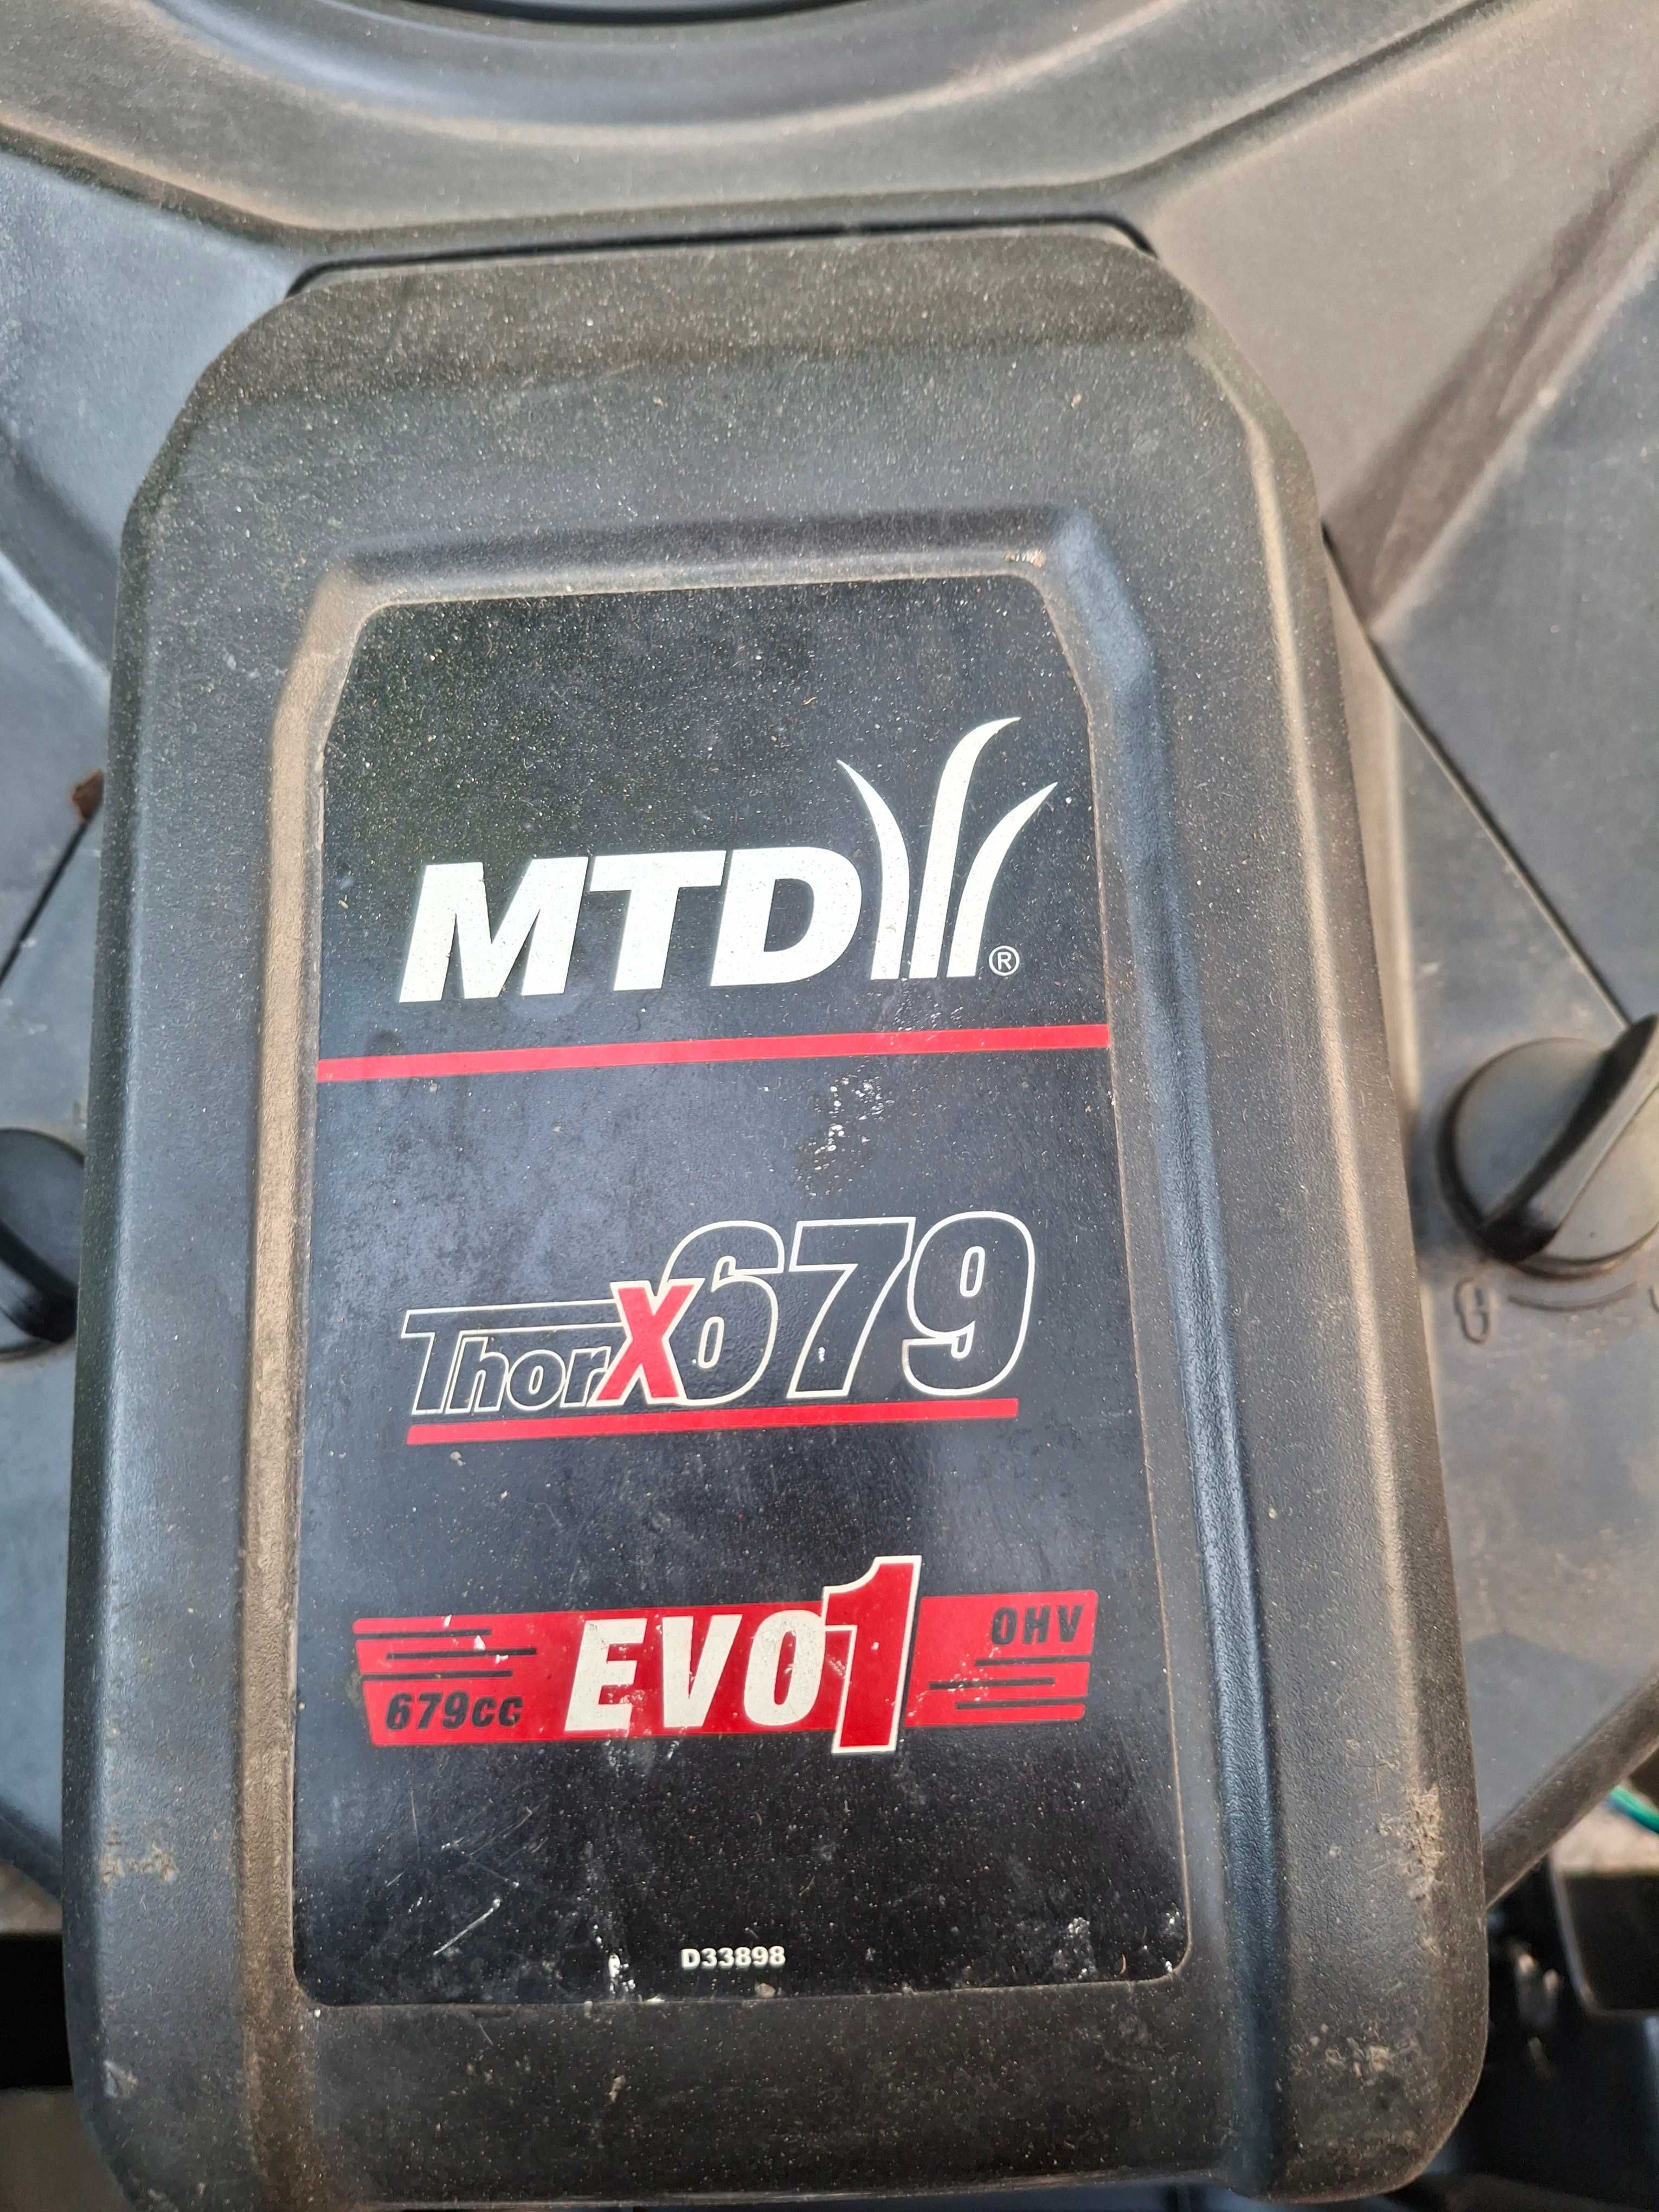 MTD®
ThorX679
EVO1
OHV
679cc
D33898